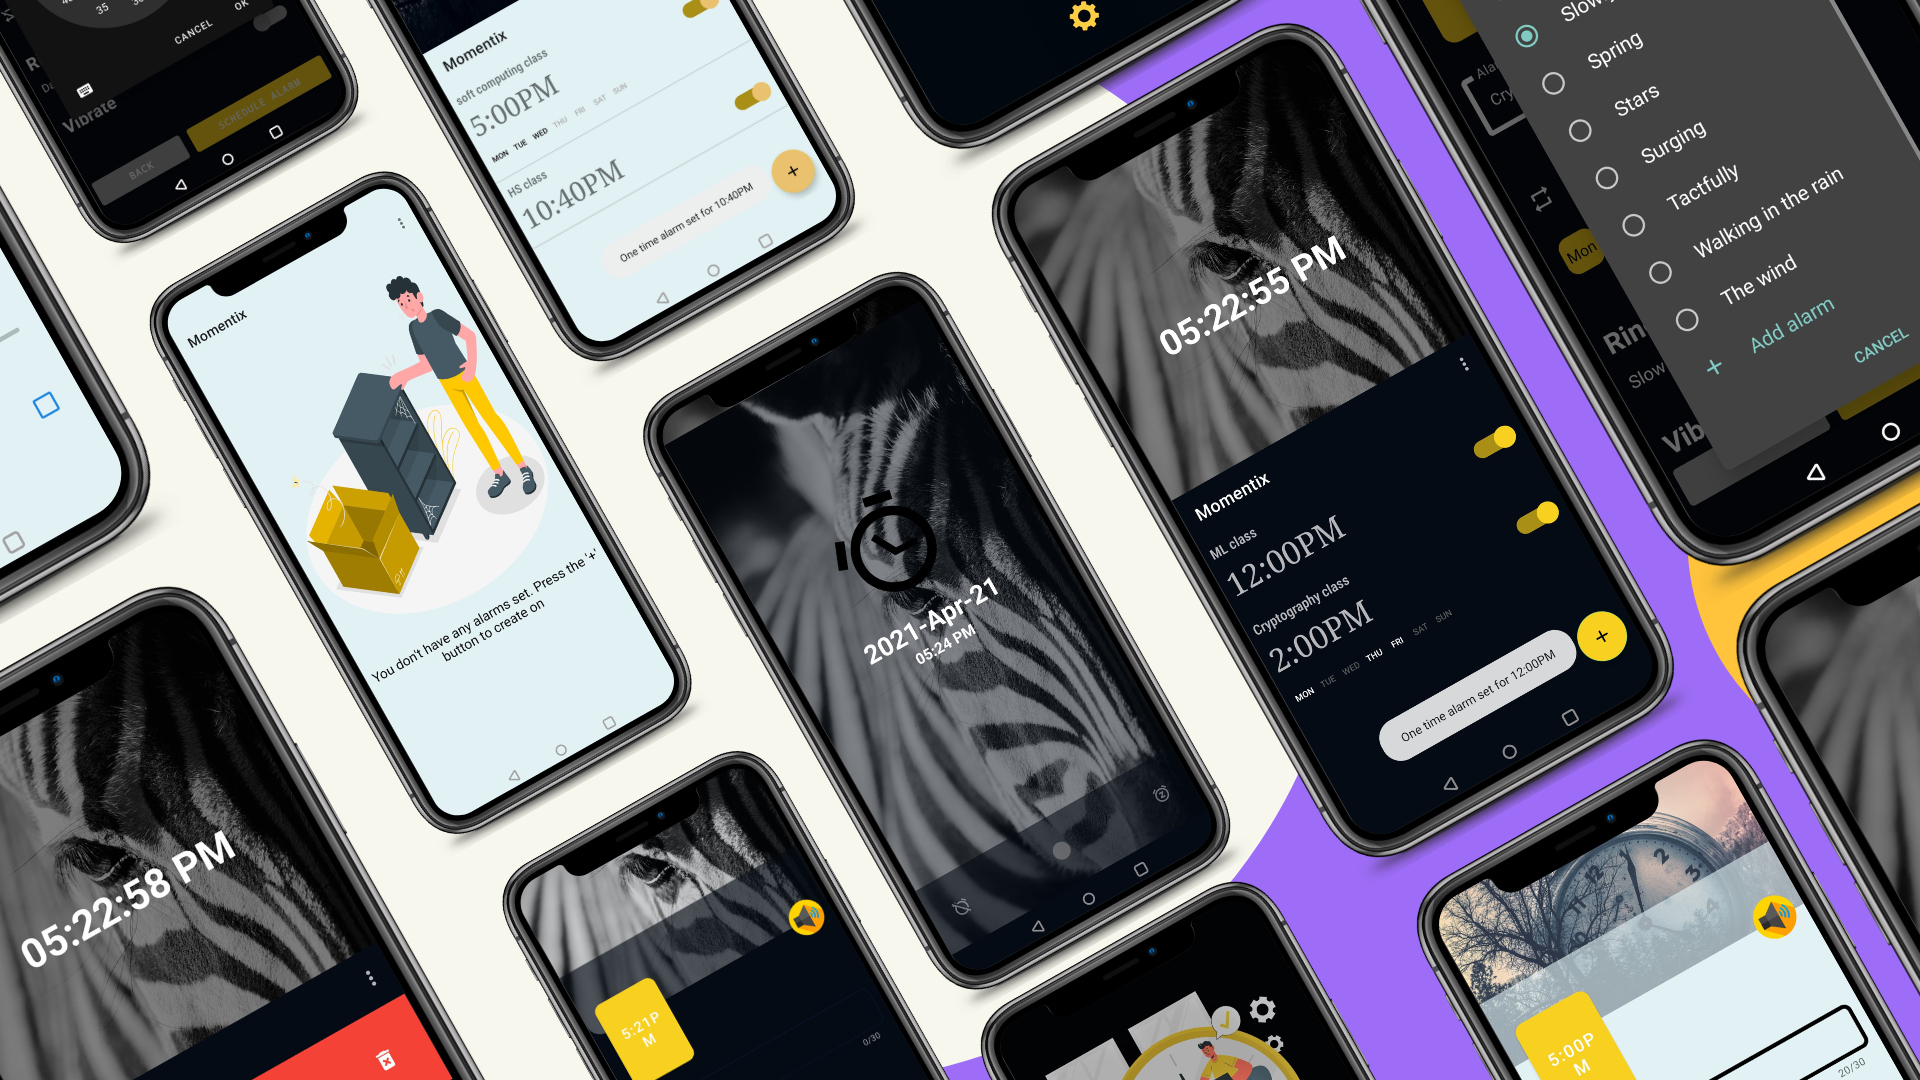 35
CANCEL
OK
Vibrate
BACK
SCHEDULE ALARM
Momentix
soft computing class
5:00PM
MON TUE WED THU FRI SAT SUN
HS class
10:40PM
One time alarm set for 10:40PM
+
Momentix
You don't have any alarms set. Press the '+'
button to create on
05:22:58 PM
2021-Apr-21
05:24 PM
5:21P
M
0/30
05:22:55 PM
Momentix
ML class
12:00PM
Cryptography class
2:00PM
MON TUE WED THU FRI SAT SUN
One time alarm set for 12:00PM
+
Spring
Stars
Surging
Tactfully
Walking in the rain
The wind
+ Add alarm
CANCEL
Mon
Slow
5:00P
M
20/30